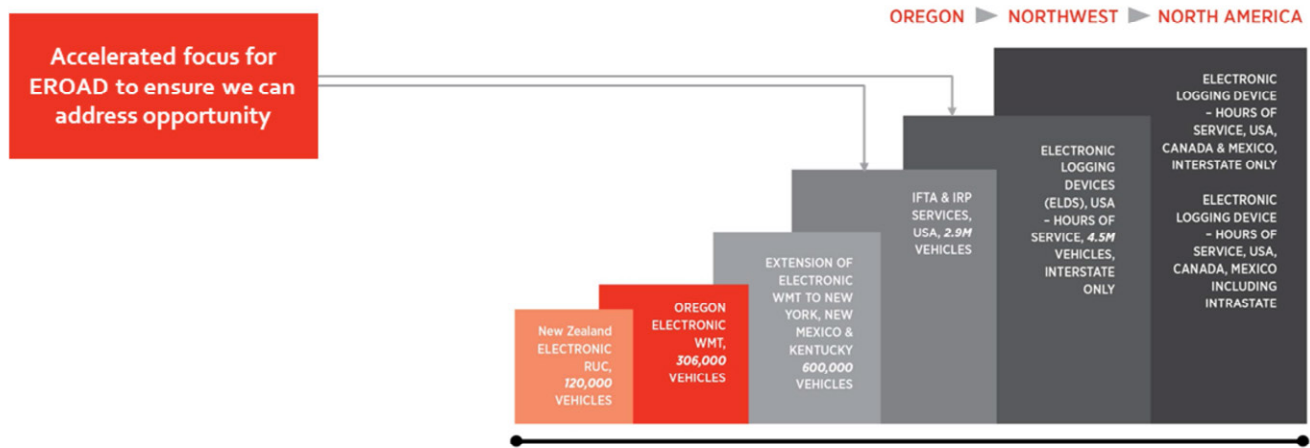 OREGON NORTHWEST NORTH AMERICA
Accelerated focus for
EROAD to ensure we can
address opportunity
New Zealand
ELECTRONIC
RUC,
120,000
VEHICLES
OREGON
ELECTRONIC
WMT,
306,000
VEHICLES
EXTENSION OF
ELECTRONIC
WMT TO NEW
YORK, NEW
MEXICO &
KENTUCKY
600,000
VEHICLES
IFTA & IRP
SERVICES,
USA, 2.9M
VEHICLES
ELECTRONIC
LOGGING
DEVICES
(ELDS), USA
– HOURS OF
SERVICE, 4.5M
VEHICLES,
INTERSTATE
ONLY
ELECTRONIC
LOGGING DEVICE
– HOURS OF
SERVICE, USA,
CANADA & MEXICO,
INTERSTATE ONLY
ELECTRONIC
LOGGING DEVICE
– HOURS OF
SERVICE, USA,
CANADA, MEXICO
INCLUDING
INTRASTATE